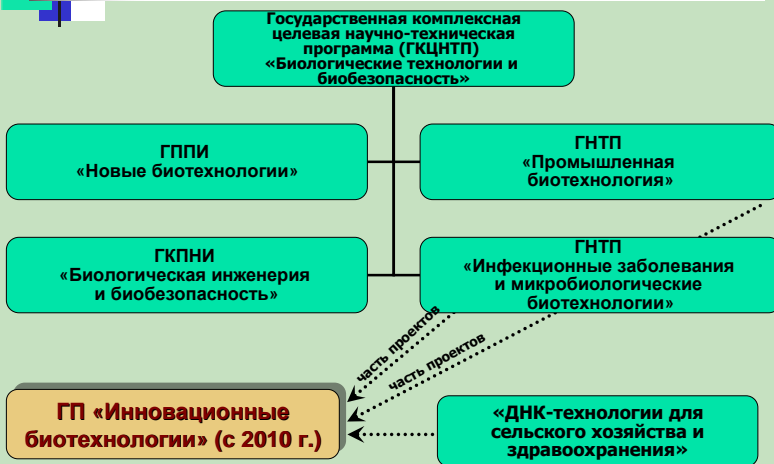 Государственная комплексная
целевая научно-техническая
программа (ГКЦНТП)
«Биологические технологии и
биобезопасность»
ГППИ
«Новые биотехнологии»
ГНТП
«Промышленная
биотехнология»
ГКПНИ
«Биологическая инженерия
и биобезопасность»
ГНТП
«Инфекционные заболевания
и микробиологические
биотехнологии»
часть проектов
часть проектов
ГП «Инновационные
биотехнологии» (с 2010 г.)
«ДНК-технологии для
сельского хозяйства и
здравоохранения»